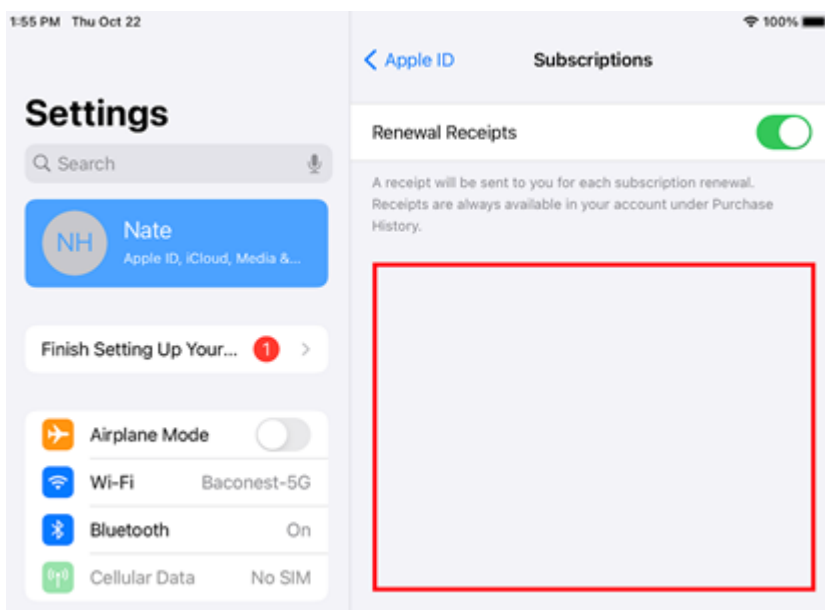 1:55 PM Thu Oct 22
100%
Settings
Search
NH
Nate
Apple ID, iCloud, Media &...
Finish Setting Up Your... 1
Airplane Mode
Wi-Fi Baconest-5G
Bluetooth On
Cellular Data No SIM
Apple ID Subscriptions
Renewal Receipts
A receipt will be sent to you for each subscription renewal.
Receipts are always available in your account under Purchase
History.